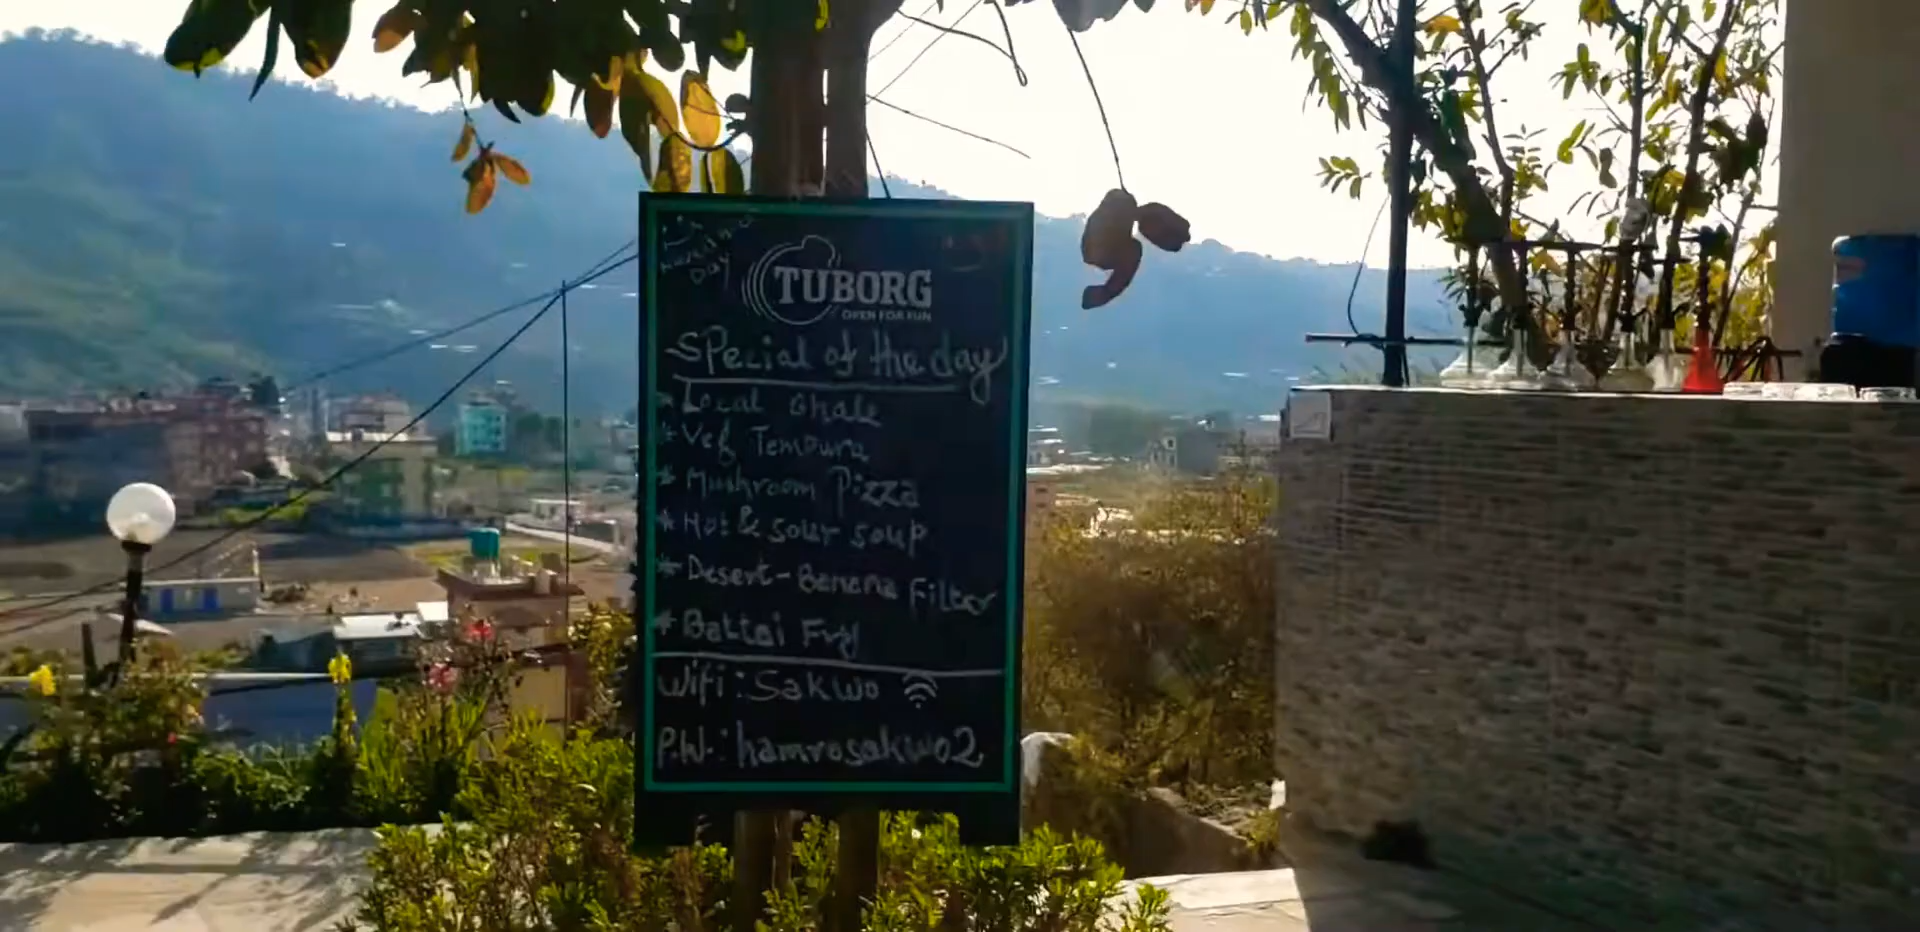 Day
TUBORG
OPEN FOR FUN
Special of the day
* Local Ghale
* Veg Tempura
* Mushroom Pizza
* Hot & Sour Soup
* Desert - Banana Filter
* Battai Fry
Wifi: Sakwo
P.W.: hamrosakwo2